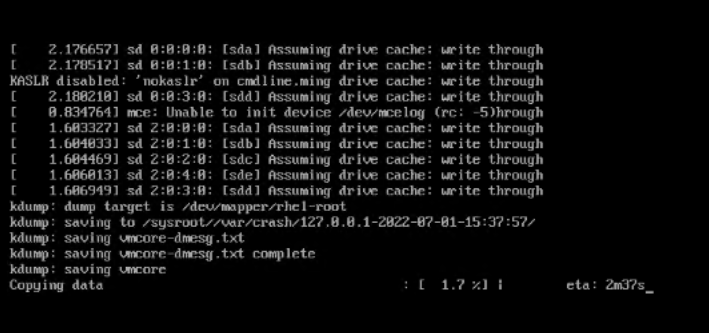 [    2.176657] sd 0:0:0:0: [sda] Assuming drive cache: write through
[    2.178517] sd 0:0:1:0: [sdb] Assuming drive cache: write through
KASLR disabled: 'nokaslr' on cmdline.ming drive cache: write through
[    2.180210] sd 0:0:3:0: [sdd] Assuming drive cache: write through
[    0.834764] mce: Unable to init device /dev/mcelog (rc: -5)hrough
[    1.603327] sd 2:0:0:0: [sda] Assuming drive cache: write through
[    1.604033] sd 2:0:1:0: [sdb] Assuming drive cache: write through
[    1.604469] sd 2:0:2:0: [sdc] Assuming drive cache: write through
[    1.606013] sd 2:0:4:0: [sde] Assuming drive cache: write through
[    1.606949] sd 2:0:3:0: [sdd] Assuming drive cache: write through
kdump: dump target is /dev/mapper/rhel-root
kdump: saving to /sysroot//var/crash/127.0.0.1-2022-07-01-15:37:57/
kdump: saving vmcore-dmesg.txt
kdump: saving vmcore-dmesg.txt complete
kdump: saving vmcore
Copying data                                      : [  1.7 %] |        eta: 2m37s_